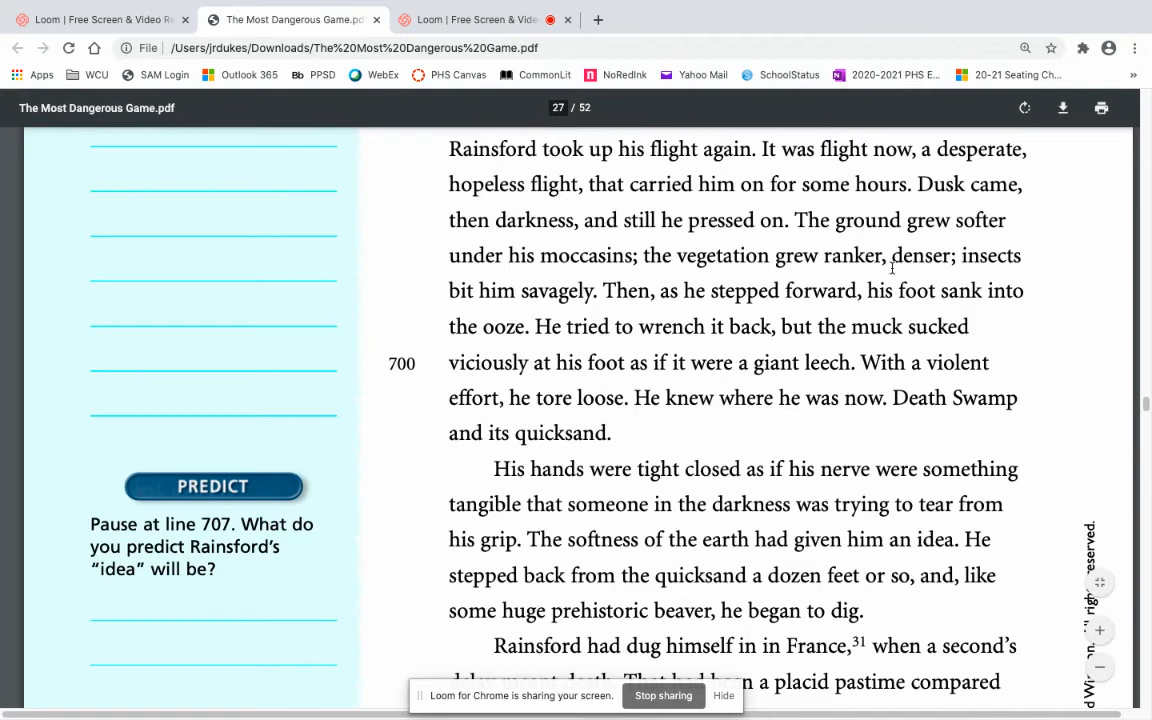 Loom | Free Screen & Video Re
The Most Dangerous Game.pd
Loom | Free Screen & Vide
File
/Users/jrdukes/Downloads/The%20Most%20Dangerous%20Game.pdf
Apps
WCU
SAM Login
Outlook 365
Bb PPSD
WebEx
PHS Canvas
CommonLit
NoRedInk
Yahoo Mail
SchoolStatus
2020-2021 PHS E...
20-21 Seating Ch...
The Most Dangerous Game.pdf
27 / 52
Rainsford took up his flight again. It was flight now, a desperate,
hopeless flight, that carried him on for some hours. Dusk came,
then darkness, and still he pressed on. The ground grew softer
under his moccasins; the vegetation grew ranker, denser; insects
bit him savagely. Then, as he stepped forward, his foot sank into
the ooze. He tried to wrench it back, but the muck sucked
700 viciously at his foot as if it were a giant leech. With a violent
effort, he tore loose. He knew where he was now. Death Swamp
and its quicksand.
His hands were tight closed as if his nerve were something
tangible that someone in the darkness was trying to tear from
his grip. The softness of the earth had given him an idea. He
stepped back from the quicksand a dozen feet or so, and, like
some huge prehistoric beaver, he began to dig.
Rainsford had dug himself in in France,31 when a second's
a placid pastime compared
PREDICT
Pause at line 707. What do
you predict Rainsford's
“idea” will be?
reserved.
Loom for Chrome is sharing your screen.
Stop sharing
Hide